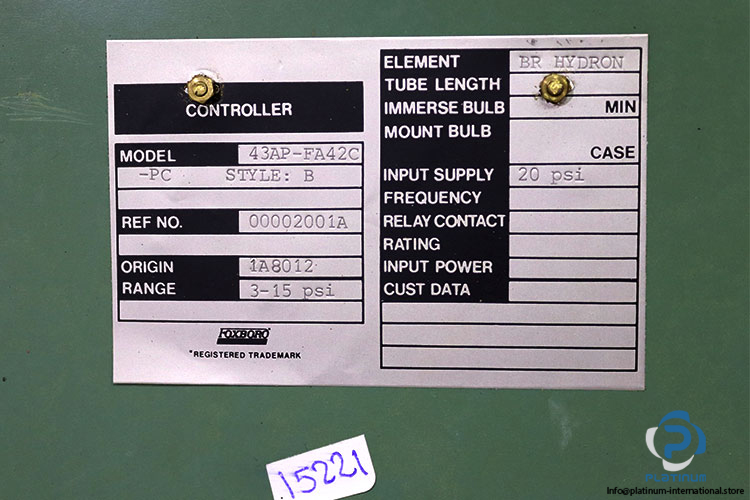 CONTROLLER
MODEL 43AP-FA42C
-PC STYLE: B
REF NO. 00002001A
ORIGIN 1A8012
RANGE 3-15 psi
FOXBORO
*REGISTERED TRADEMARK
ELEMENT BR HYDRON
TUBE LENGTH
IMMERSE BULB MIN
MOUNT BULB
CASE
INPUT SUPPLY 20 psi
FREQUENCY
RELAY CONTACT
RATING
INPUT POWER
CUST DATA
15221
PLATINUM
info@platinum-international.store